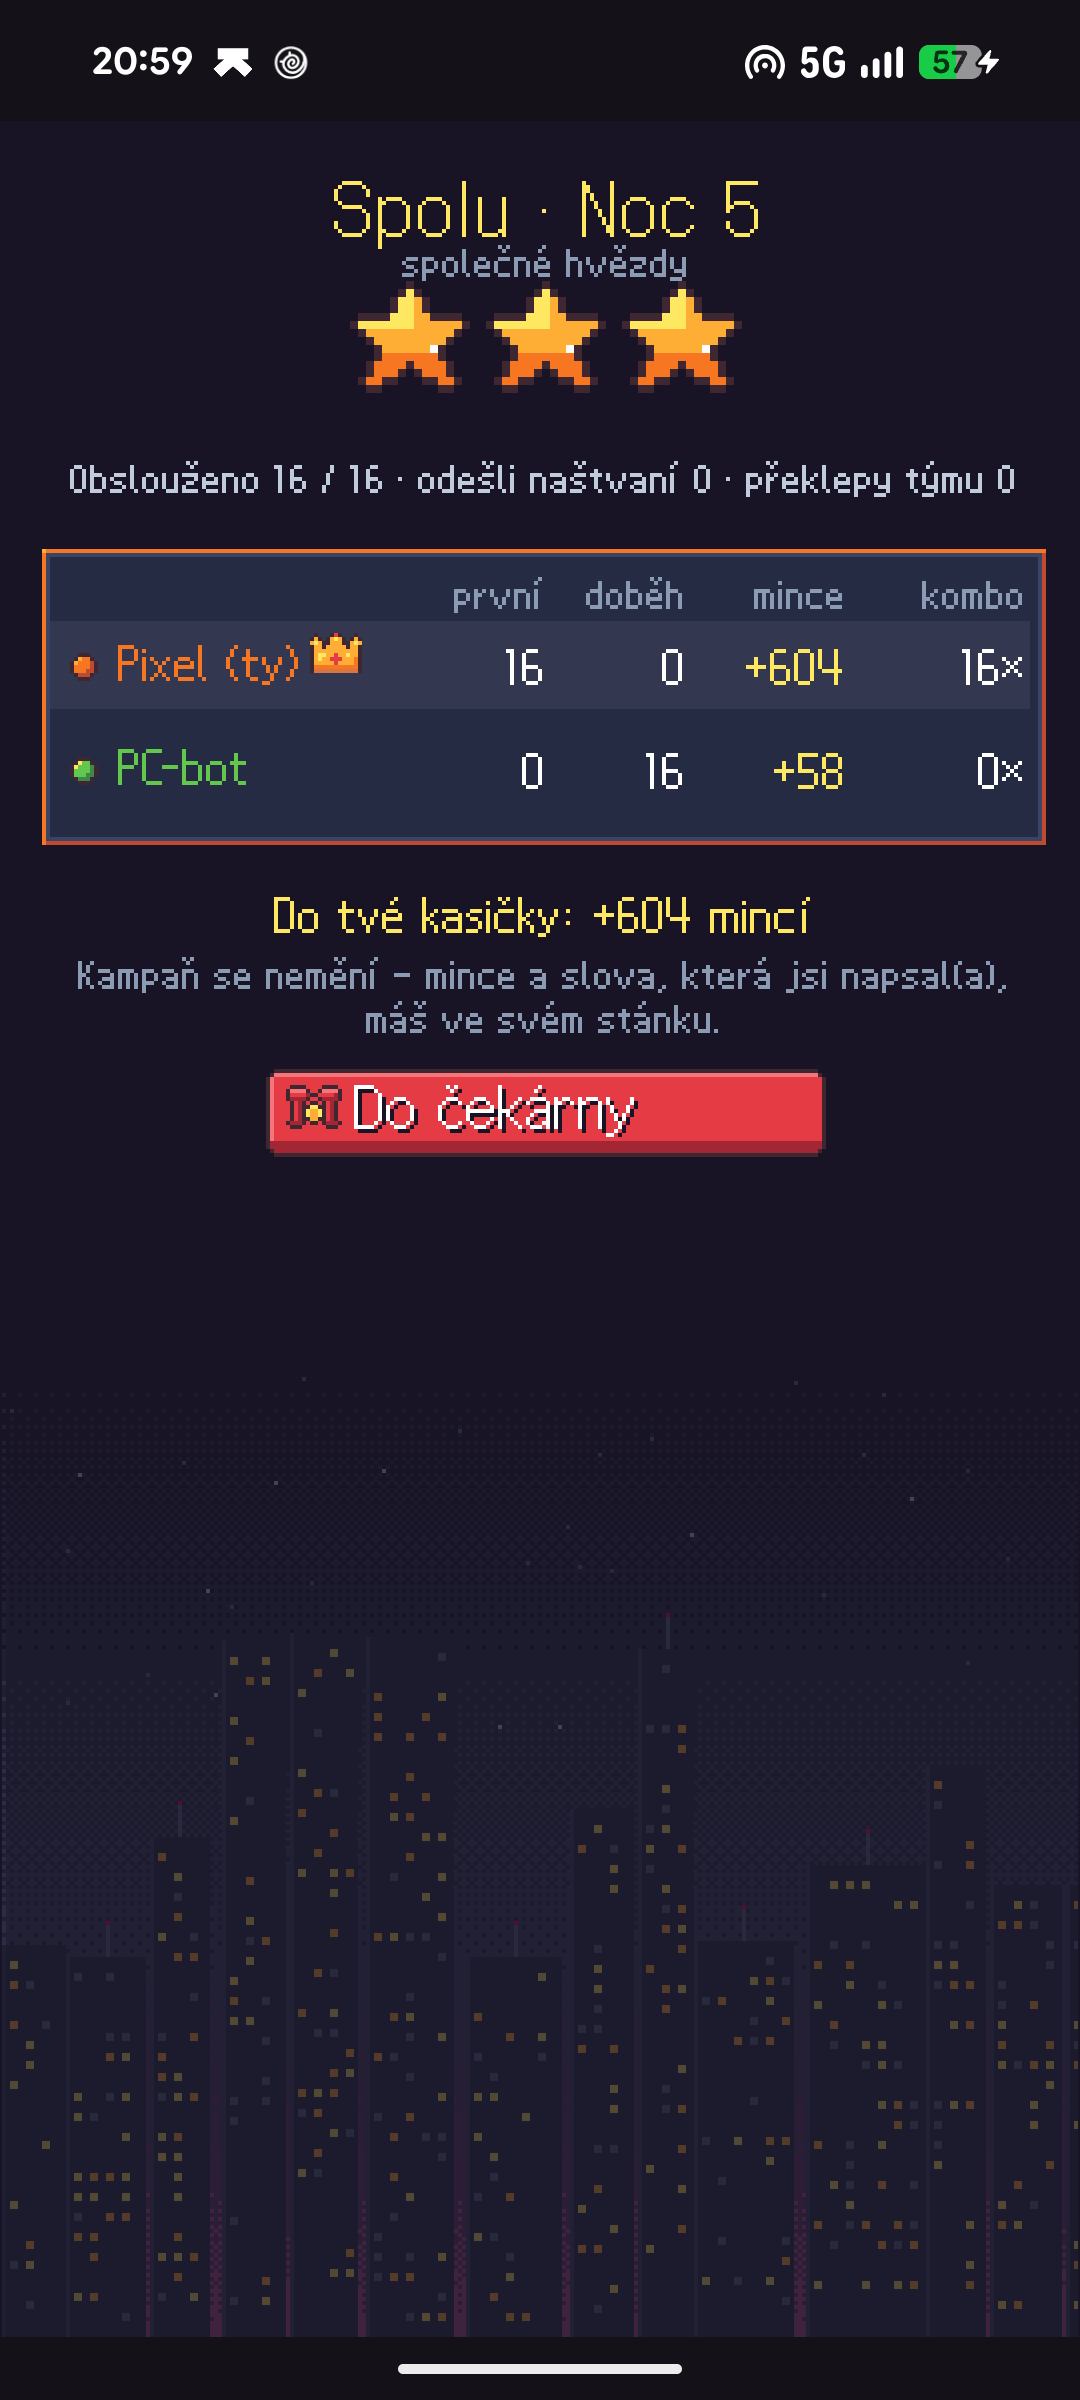 20:59 5G 57
Spolu · Noc 5
společné hvězdy
Obslouženo 16 / 16 · odešli naštvaní 0 · překlepy týmu 0
první doběh mince kombo
Pixel (ty) 16 0 +604 16×
PC-bot 0 16 +58 0×
Do tvé kasičky: +604 mincí
Kampaň se nemění – mince a slova, která jsi napsal(a),
máš ve svém stánku.
Do čekárny